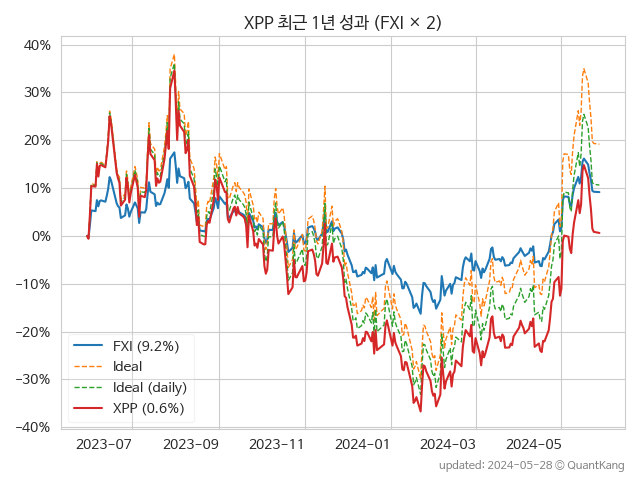 XPP 최근 1년 성과 (FXI × 2)
40%
30%
20%
10%
0%
−10%
−20%
−30%
−40%
FXI (9.2%)
Ideal
Ideal (daily)
XPP (0.6%)
2023−07 2023−09 2023−11 2024−01 2024−03 2024−05
updated: 2024−05−28 © QuantKang